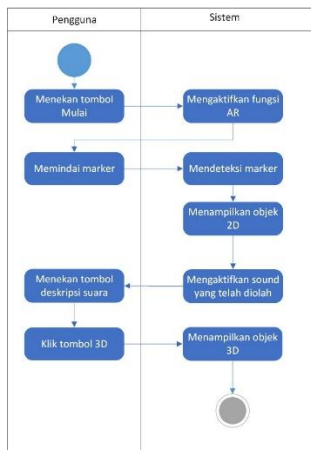 Pengguna
Sistem
Menekan tombol
Mulai
Mengaktifkan fungsi
AR
Memindai marker
Mendeteksi marker
Menampilkan objek
2D
Mengaktifkan sound
yang telah diolah
Menekan tombol
deskripsi suara
Klik tombol 3D
Menampilkan objek
3D